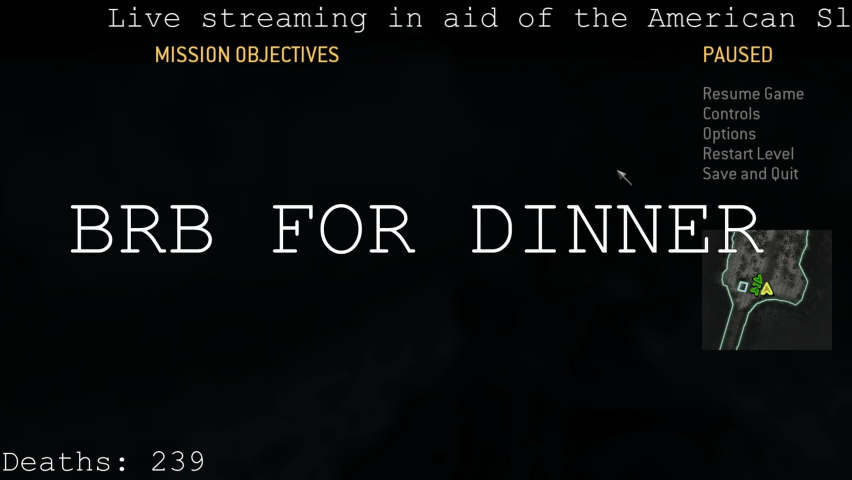 Live streaming in aid of the American Sl
MISSION OBJECTIVES
PAUSED
Resume Game
Controls
Options
Restart Level
Save and Quit
BRB FOR DINNER
Deaths: 239